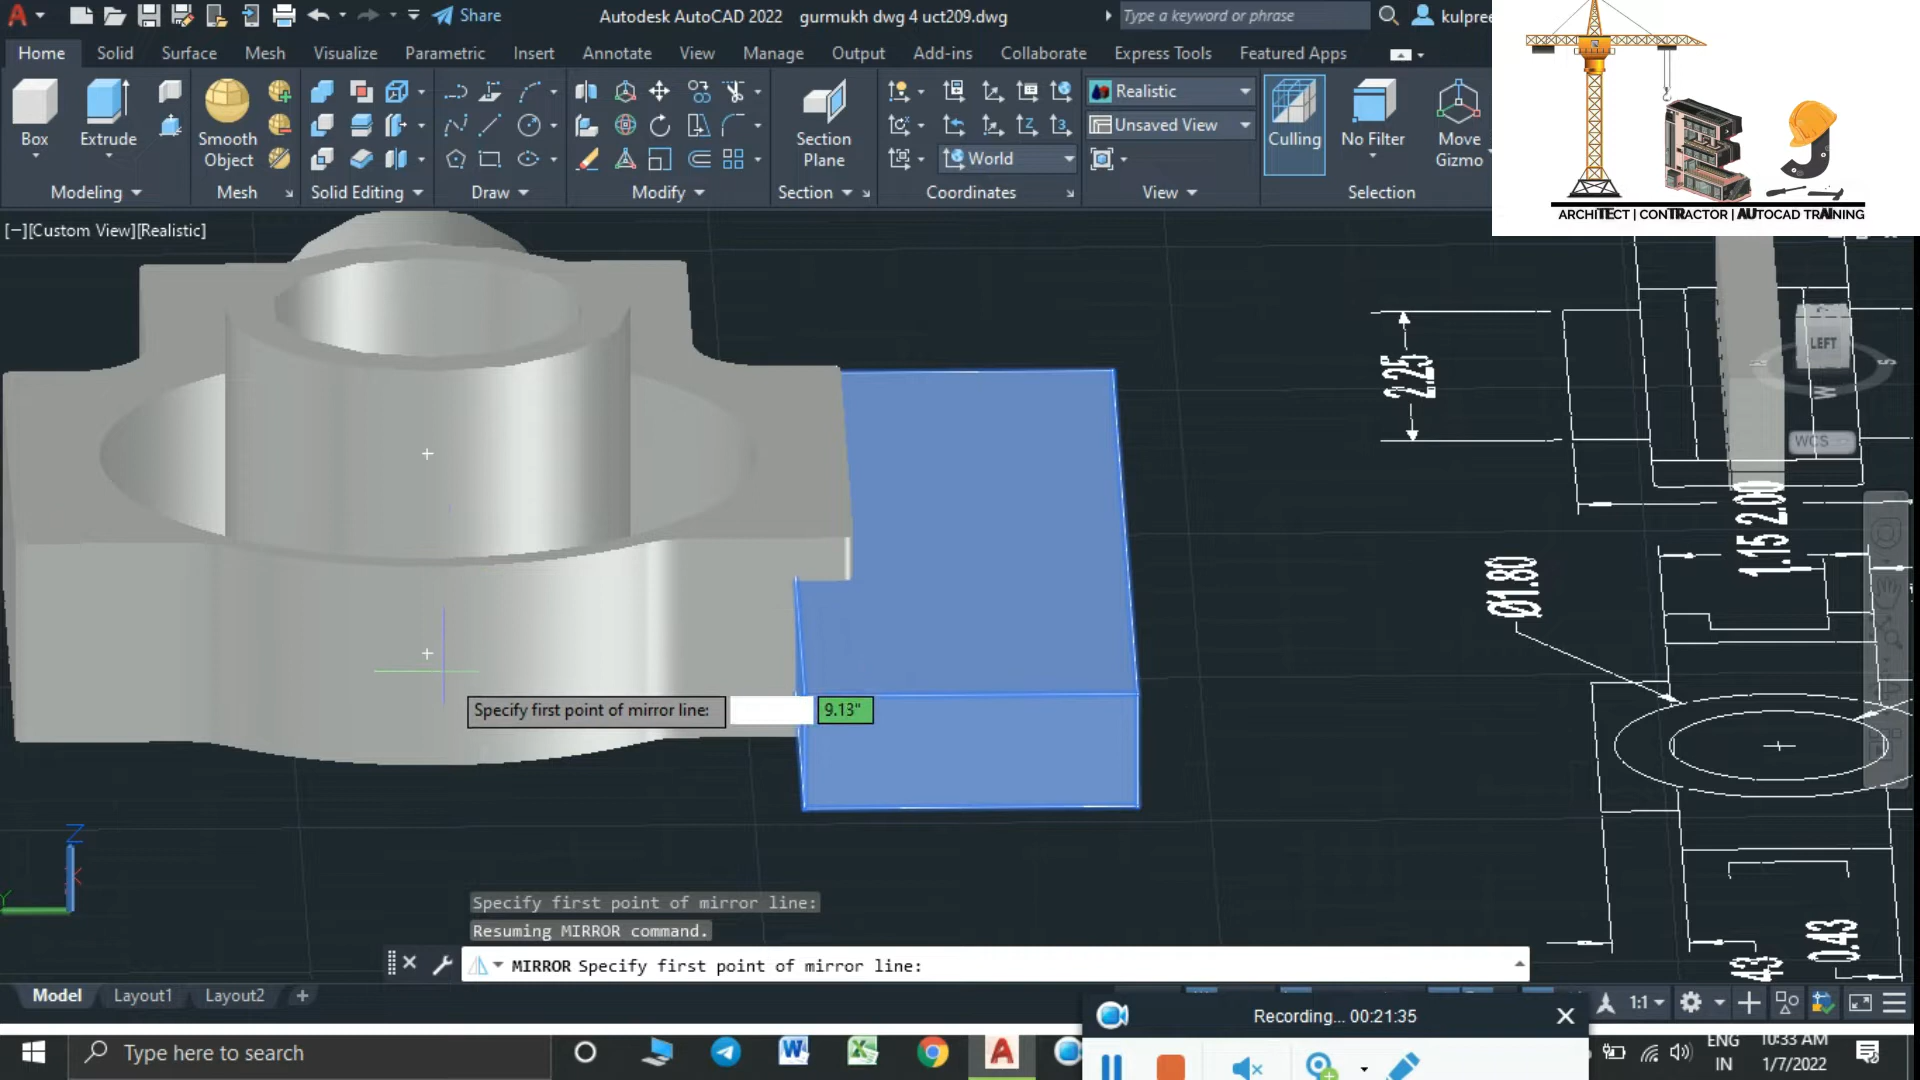 Share
Autodesk AutoCAD 2022 gurmukh dwg 4 uct209.dwg
Type a keyword or phrase
kulpree
Home Solid Surface Mesh Visualize Parametric Insert Annotate View Manage Output Add-ins Collaborate Express Tools Featured Apps
Box
Extrude
Smooth
Object
Section
Plane
Realistic
Unsaved View
World
Culling
No Filter
Move
Gizmo
Modeling
Mesh
Solid Editing
Draw
Modify
Section
Coordinates
View
Selection
ARCHITECT | CONTRACTOR | AUTOCAD TRAINING
[−][Custom View][Realistic]
2.25
LEFT
S
W
WCS
1.15 2.00
Ø1.80
0.43
43
Specify first point of mirror line:
9.13"
Z
X
Y
Specify first point of mirror line:
Resuming MIRROR command.
MIRROR Specify first point of mirror line:
Model Layout1 Layout2 +
1:1
Recording... 00:21:35
Type here to search
ENG
IN
10:33 AM
1/7/2022